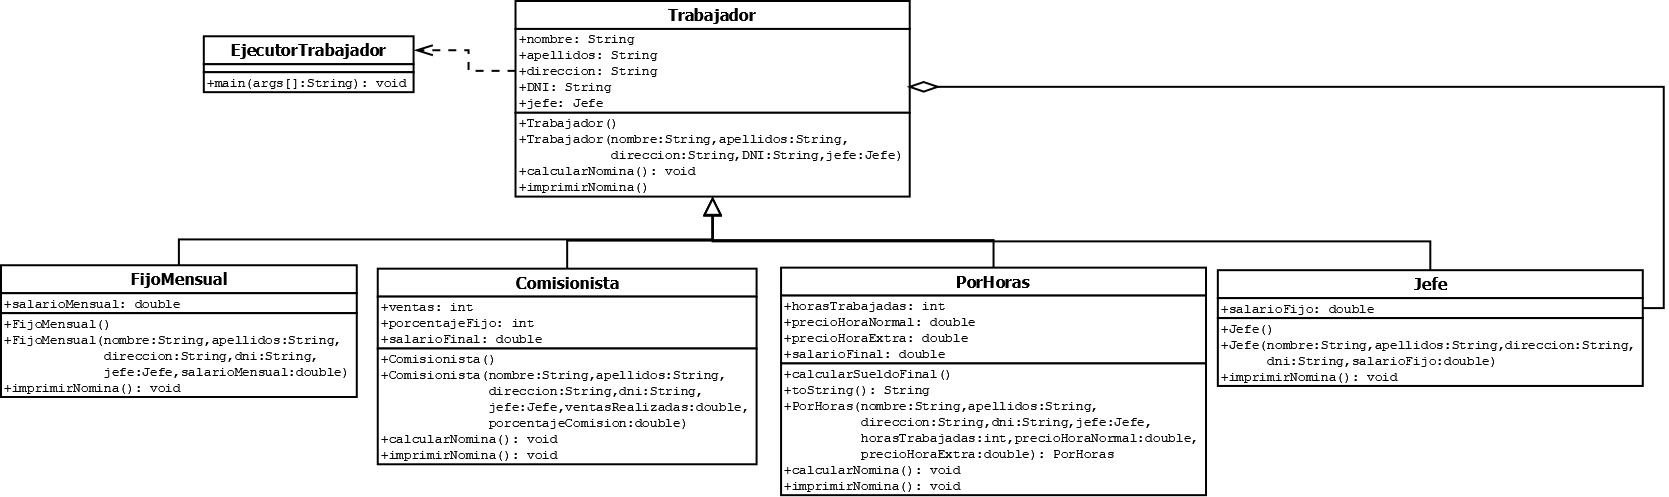 Trabajador
+nombre: String
+apellidos: String
+direccion: String
+DNI: String
+jefe: Jefe
+Trabajador()
+Trabajador(nombre:String,apellidos:String,
direccion:String,DNI:String,jefe:Jefe)
+calcularNomina(): void
+imprimirNomina()
EjecutorTrabajador
+main(args[]:String): void
FijoMensual
+salarioMensual: double
+FijoMensual()
+FijoMensual(nombre:String,apellidos:String,
direccion:String,dni:String,
jefe:Jefe,salarioMensual:double)
+imprimirNomina(): void
Comisionista
+ventas: int
+porcentajeFijo: int
+salarioFinal: double
+Comisionista()
+Comisionista(nombre:String,apellidos:String,
direccion:String,dni:String,
jefe:Jefe,ventasRealizadas:double,
porcentajeComision:double)
+calcularNomina(): void
+imprimirNomina(): void
PorHoras
+horasTrabajadas: int
+precioHoraNormal: double
+precioHoraExtra: double
+salarioFinal: double
+calcularSueldoFinal()
+toString(): String
+PorHoras(nombre:String,apellidos:String,
direccion:String,dni:String,jefe:Jefe,
horasTrabajadas:int,precioHoraNormal:double,
precioHoraExtra:double): PorHoras
+calcularNomina(): void
+imprimirNomina(): void
Jefe
+salarioFijo: double
+Jefe()
+Jefe(nombre:String,apellidos:String,direccion:String,
dni:String,salarioFijo:double)
+imprimirNomina(): void